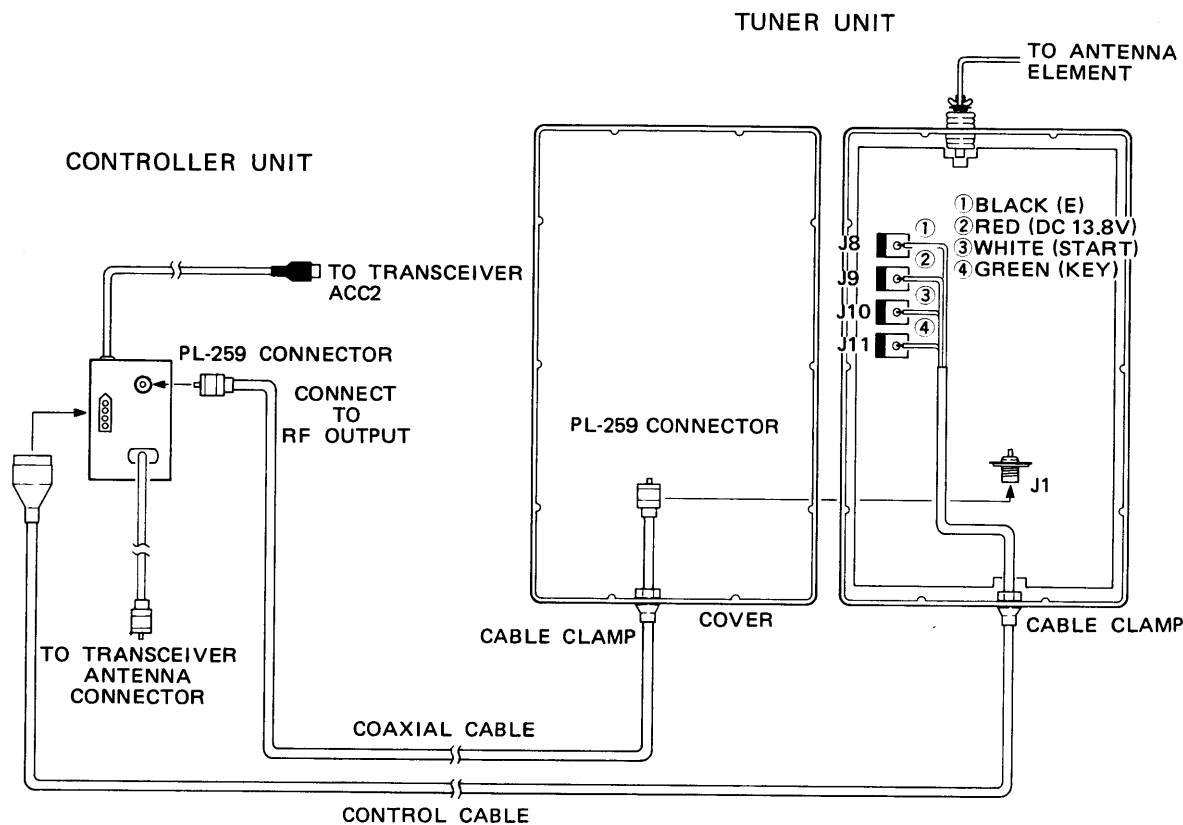 TUNER UNIT
TO ANTENNA
ELEMENT
CONTROLLER UNIT
①BLACK (E)
②RED (DC 13.8V)
③WHITE (START)
④GREEN (KEY)
J8
①
J9
②
J10
③
J11
④
TO TRANSCEIVER
ACC2
PL-259 CONNECTOR
CONNECT
TO
RF OUTPUT
PL-259 CONNECTOR
J1
COVER
CABLE CLAMP
CABLE CLAMP
TO TRANSCEIVER
ANTENNA
CONNECTOR
COAXIAL CABLE
CONTROL CABLE